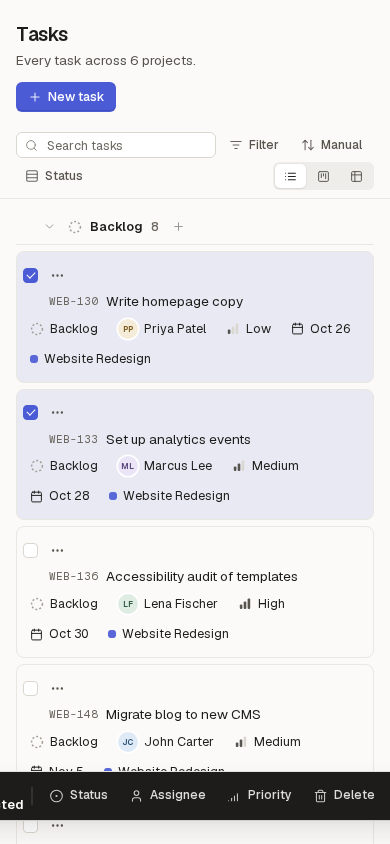 Tasks
Every task across 6 projects.
New task
Search tasks
Filter
Manual
Status
Backlog 8
WEB-130 Write homepage copy
Backlog PP Priya Patel Low Oct 26
Website Redesign
WEB-133 Set up analytics events
Backlog ML Marcus Lee Medium
Oct 28 Website Redesign
WEB-136 Accessibility audit of templates
Backlog LF Lena Fischer High
Oct 30 Website Redesign
WEB-148 Migrate blog to new CMS
Backlog JC John Carter Medium
Nov 5 Website Redesign
ted Status Assignee Priority Delete